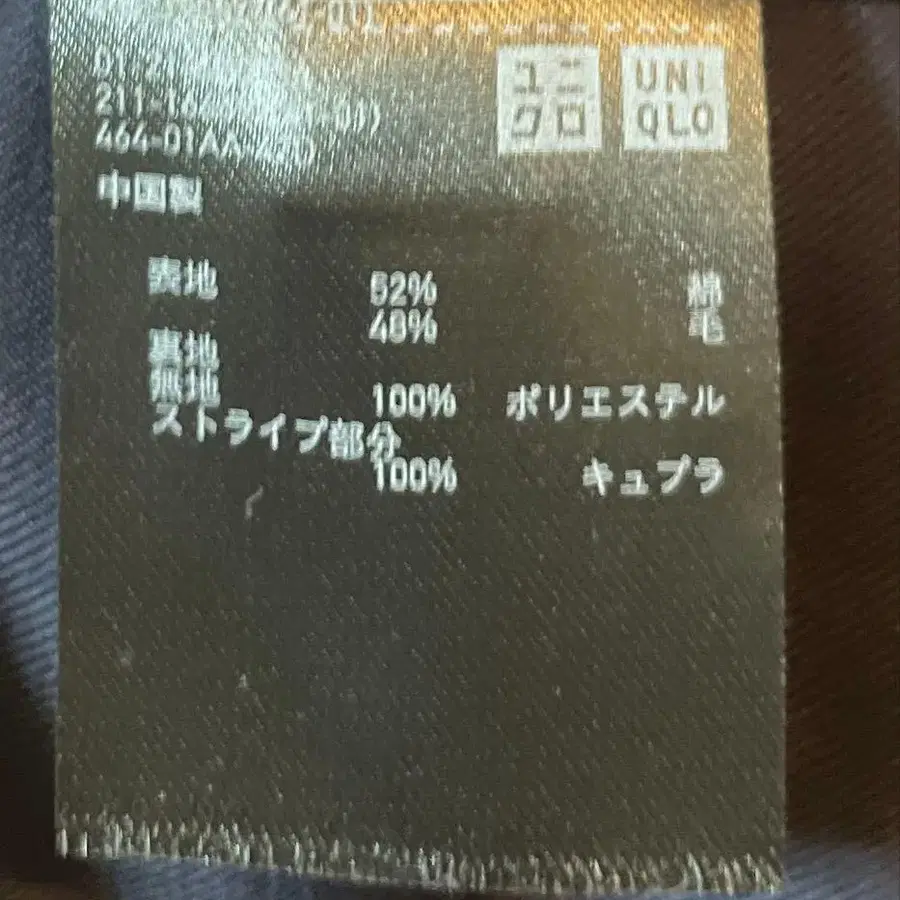 ユニ
クロ
UNI
QLO
464-01AA
中国製
表地 52% 綿
48% 毛
裏地
無地 100% ポリエステル
ストライプ部分
100% キュプラ